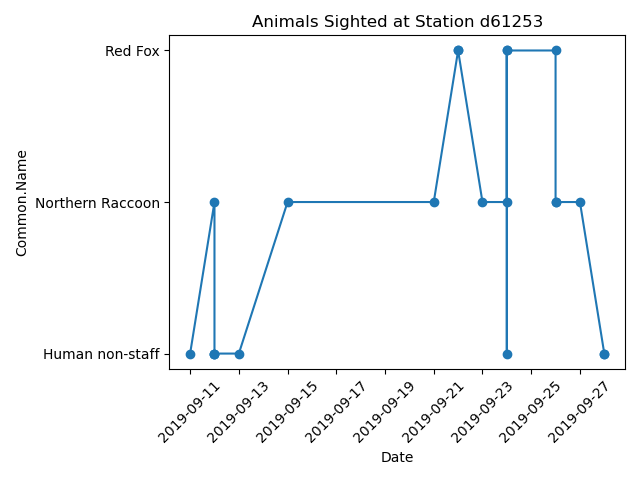 Animals Sighted at Station d61253
Common.Name
Red Fox
Northern Raccoon
Human non-staff
2019-09-11
2019-09-13
2019-09-15
2019-09-17
2019-09-19
2019-09-21
2019-09-23
2019-09-25
2019-09-27
Date